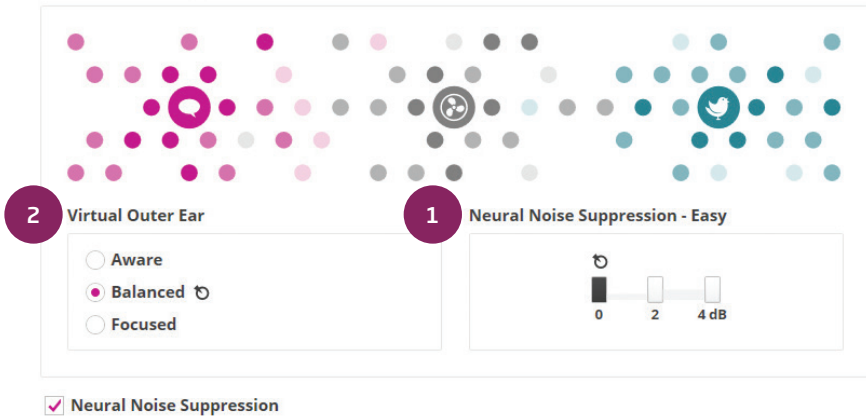 2 Virtual Outer Ear
Aware
Balanced
Focused
1 Neural Noise Suppression - Easy
0 2 4 dB
Neural Noise Suppression